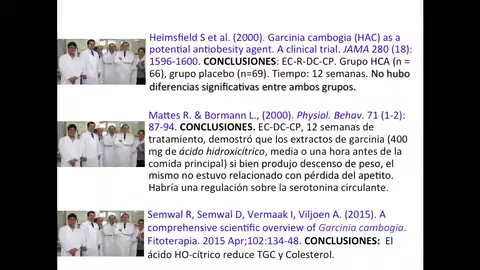 Heimsfield S et al. (2000). Garcinia cambogia (HAC) as a
potential antiobesity agent. A clinical trial. JAMA 280 (18):
1596-1600. CONCLUSIONES: EC-R-DC-CP. Grupo HCA (n =
66), grupo placebo (n=69). Tiempo: 12 semanas. No hubo
diferencias significativas entre ambos grupos.
Mattes R. & Bormann L., (2000). Physiol. Behav. 71 (1-2):
87-94. CONCLUSIONES. EC-DC-CP, 12 semanas de
tratamiento, demostró que los extractos de garcinia (400
mg de ácido hidroxicítrico, media o una hora antes de la
comida principal) si bien produjo descenso de peso, el
mismo no estuvo relacionado con pérdida del apetito.
Habría una regulación sobre la serotonina circulante.
Semwal R, Semwal D, Vermaak I, Viljoen A. (2015). A
comprehensive scientific overview of Garcinia cambogia.
Fitoterapia. 2015 Apr;102:134-48. CONCLUSIONES: El
ácido HO-cítrico reduce TGC y Colesterol.